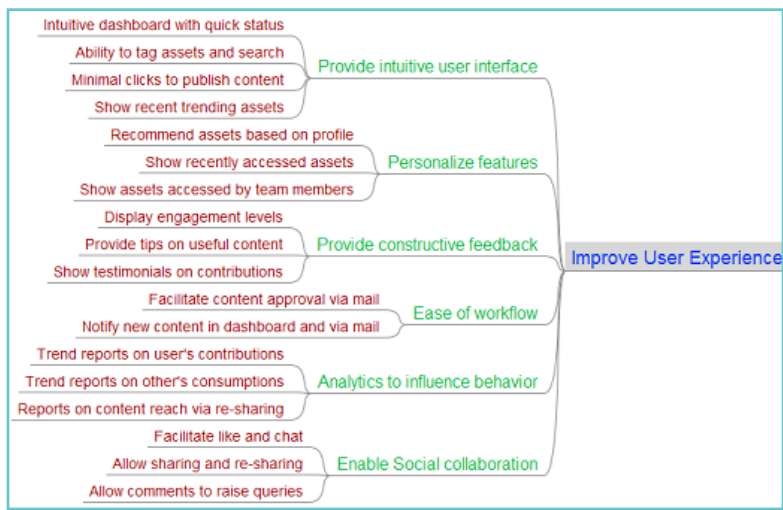 Intuitive dashboard with quick status
Ability to tag assets and search
Minimal clicks to publish content
Show recent trending assets
Provide intuitive user interface
Recommend assets based on profile
Show recently accessed assets
Show assets accessed by team members
Personalize features
Display engagement levels
Provide tips on useful content
Show testimonials on contributions
Provide constructive feedback
Improve User Experience
Facilitate content approval via mail
Notify new content in dashboard and via mail
Ease of workflow
Trend reports on user's contributions
Trend reports on other's consumptions
Reports on content reach via re-sharing
Analytics to influence behavior
Facilitate like and chat
Allow sharing and re-sharing
Allow comments to raise queries
Enable Social collaboration